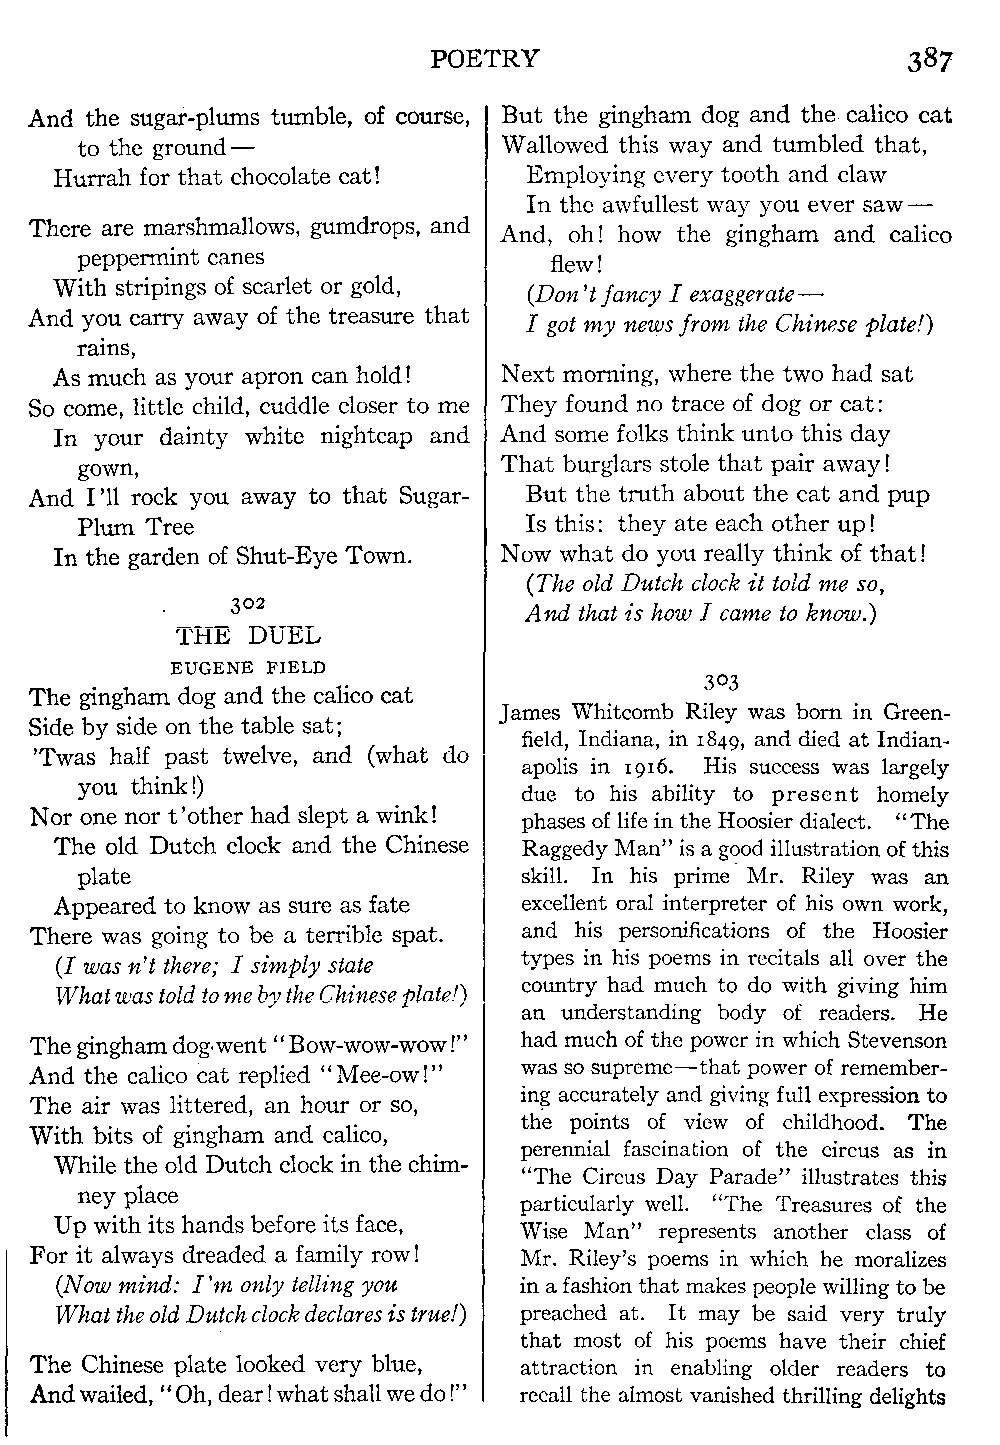 POETRY 387
And the sugar-plums tumble, of course,
to the ground—
Hurrah for that chocolate cat!
There are marshmallows, gumdrops, and
peppermint canes
With stripings of scarlet or gold,
And you carry away of the treasure that
rains,
As much as your apron can hold!
So come, little child, cuddle closer to me
In your dainty white nightcap and
gown,
And I'll rock you away to that Sugar-
Plum Tree
In the garden of Shut-Eye Town.
302
THE DUEL
EUGENE FIELD
The gingham dog and the calico cat
Side by side on the table sat;
'Twas half past twelve, and (what do
you think!)
Nor one nor t'other had slept a wink!
The old Dutch clock and the Chinese
plate
Appeared to know as sure as fate
There was going to be a terrible spat.
(I was n't there; I simply state
What was told to me by the Chinese plate!)
The gingham dog went "Bow-wow-wow!"
And the calico cat replied "Mee-ow!"
The air was littered, an hour or so,
With bits of gingham and calico,
While the old Dutch clock in the chim-
ney place
Up with its hands before its face,
For it always dreaded a family row!
(Now mind: I'm only telling you
What the old Dutch clock declares is true!)
The Chinese plate looked very blue,
And wailed, "Oh, dear! what shall we do!"
But the gingham dog and the calico cat
Wallowed this way and tumbled that,
Employing every tooth and claw
In the awfullest way you ever saw—
And, oh! how the gingham and calico
flew!
(Don't fancy I exaggerate—
I got my news from the Chinese plate!)
Next morning, where the two had sat
They found no trace of dog or cat:
And some folks think unto this day
That burglars stole that pair away!
But the truth about the cat and pup
Is this: they ate each other up!
Now what do you really think of that!
(The old Dutch clock it told me so,
And that is how I came to know.)
303
James Whitcomb Riley was born in Green-
field, Indiana, in 1849, and died at Indian-
apolis in 1916. His success was largely
due to his ability to present homely
phases of life in the Hoosier dialect. "The
Raggedy Man" is a good illustration of this
skill. In his prime Mr. Riley was an
excellent oral interpreter of his own work,
and his personifications of the Hoosier
types in his poems in recitals all over the
country had much to do with giving him
an understanding body of readers. He
had much of the power in which Stevenson
was so supreme—that power of remember-
ing accurately and giving full expression to
the points of view of childhood. The
perennial fascination of the circus as in
"The Circus Day Parade" illustrates this
particularly well. "The Treasures of the
Wise Man" represents another class of
Mr. Riley's poems in which he moralizes
in a fashion that makes people willing to be
preached at. It may be said very truly
that most of his poems have their chief
attraction in enabling older readers to
recall the almost vanished thrilling delights